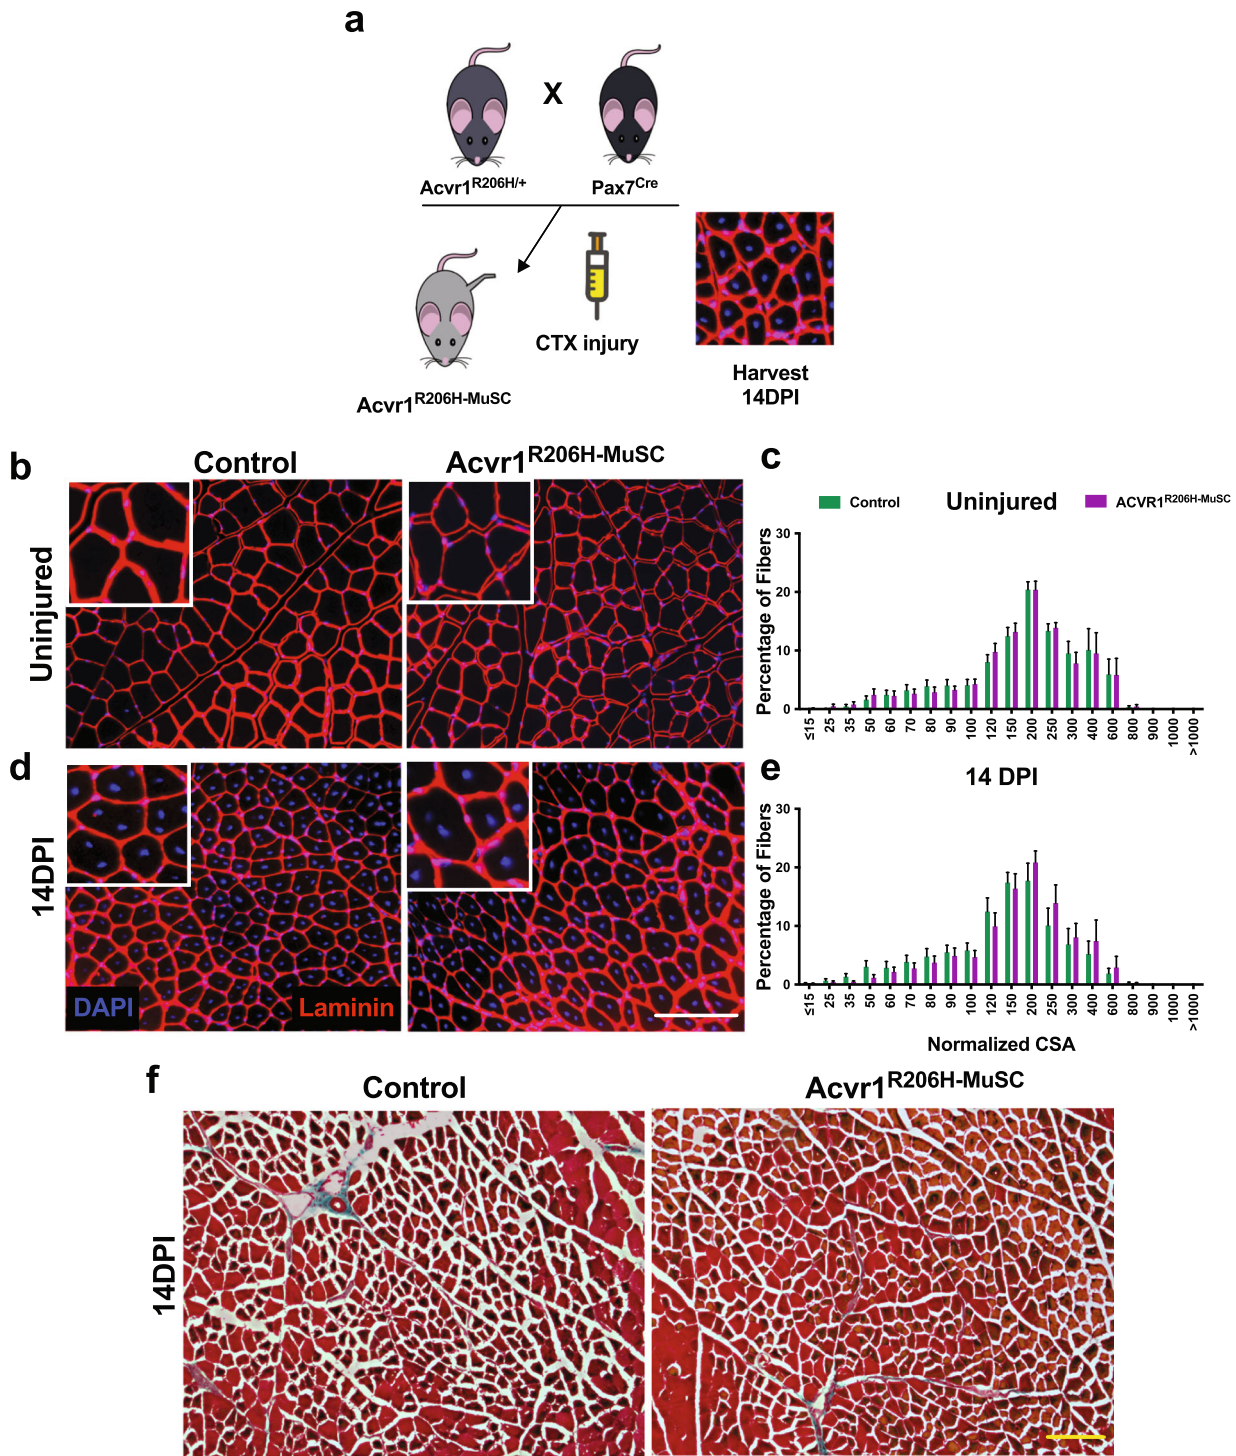 a
X
Acvr1R206H/+
Pax7Cre
CTX injury
Acvr1R206H-MuSC
Harvest
14DPI
b
Control
Acvr1R206H-MuSC
Uninjured
c
Control
Uninjured
ACVR1R206H-MuSC
Percentage of Fibers
30
20
10
0
≤15 25 35 50 60 70 80 90 100 120 150 200 250 300 400 600 800 900 1000 >1000
d
14DPI
DAPI
Laminin
e
14 DPI
Percentage of Fibers
30
20
10
0
≤15 25 35 50 60 70 80 90 100 120 150 200 250 300 400 600 800 900 1000 >1000
Normalized CSA
f
Control
Acvr1R206H-MuSC
14DPI